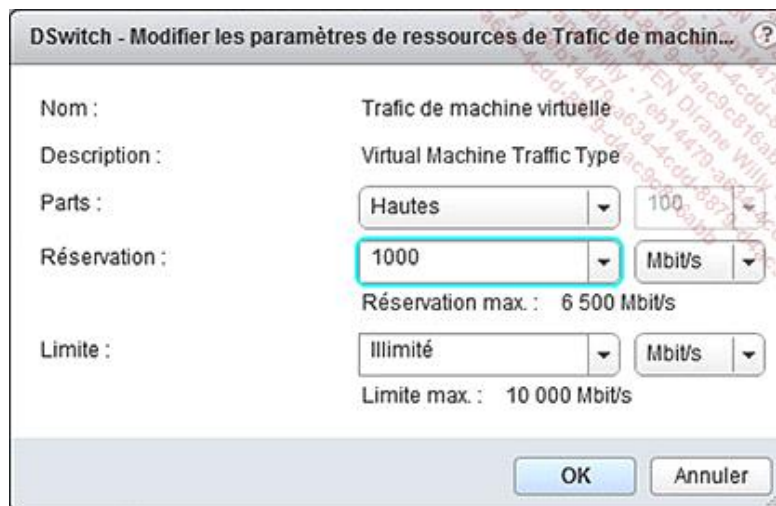 DSwitch - Modifier les paramètres de ressources de Trafic de machin... ?
Nom : Trafic de machine virtuelle
Description : Virtual Machine Traffic Type
Parts : Hautes 100
Réservation : 1000 Mbit/s
Réservation max. : 6 500 Mbit/s
Limite : Illimité Mbit/s
Limite max. : 10 000 Mbit/s
OK Annuler